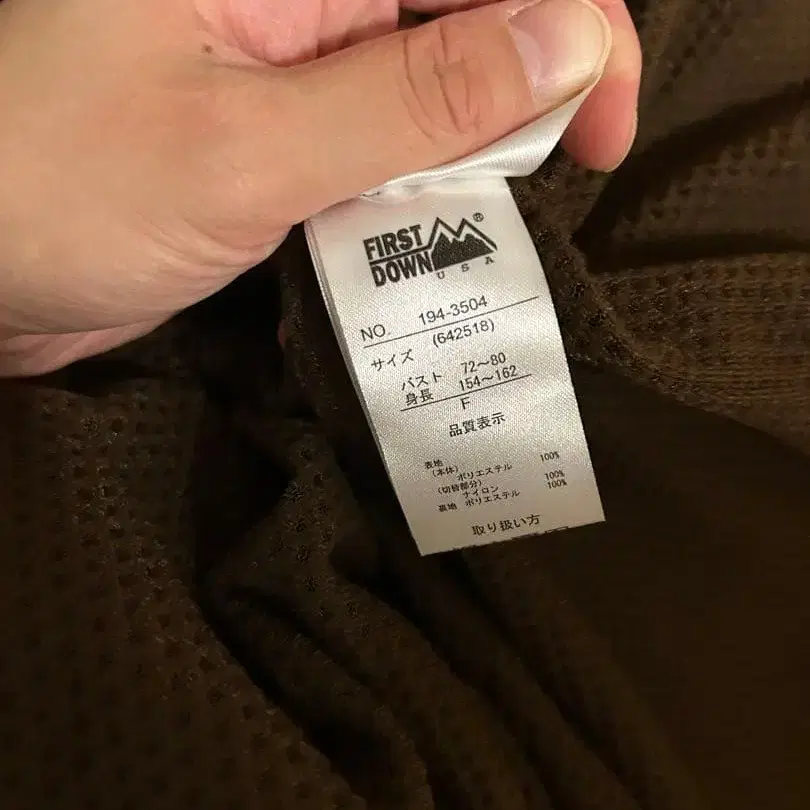 FIRST
DOWN
USA
®
NO. 194-3504
サイズ (642518)
バスト 72~80
身長 154~162
F
品質表示
表地
(本体)
ポリエステル 100%
(切替部分)
ナイロン 100%
裏地 ポリエステル 100%
取り扱い方